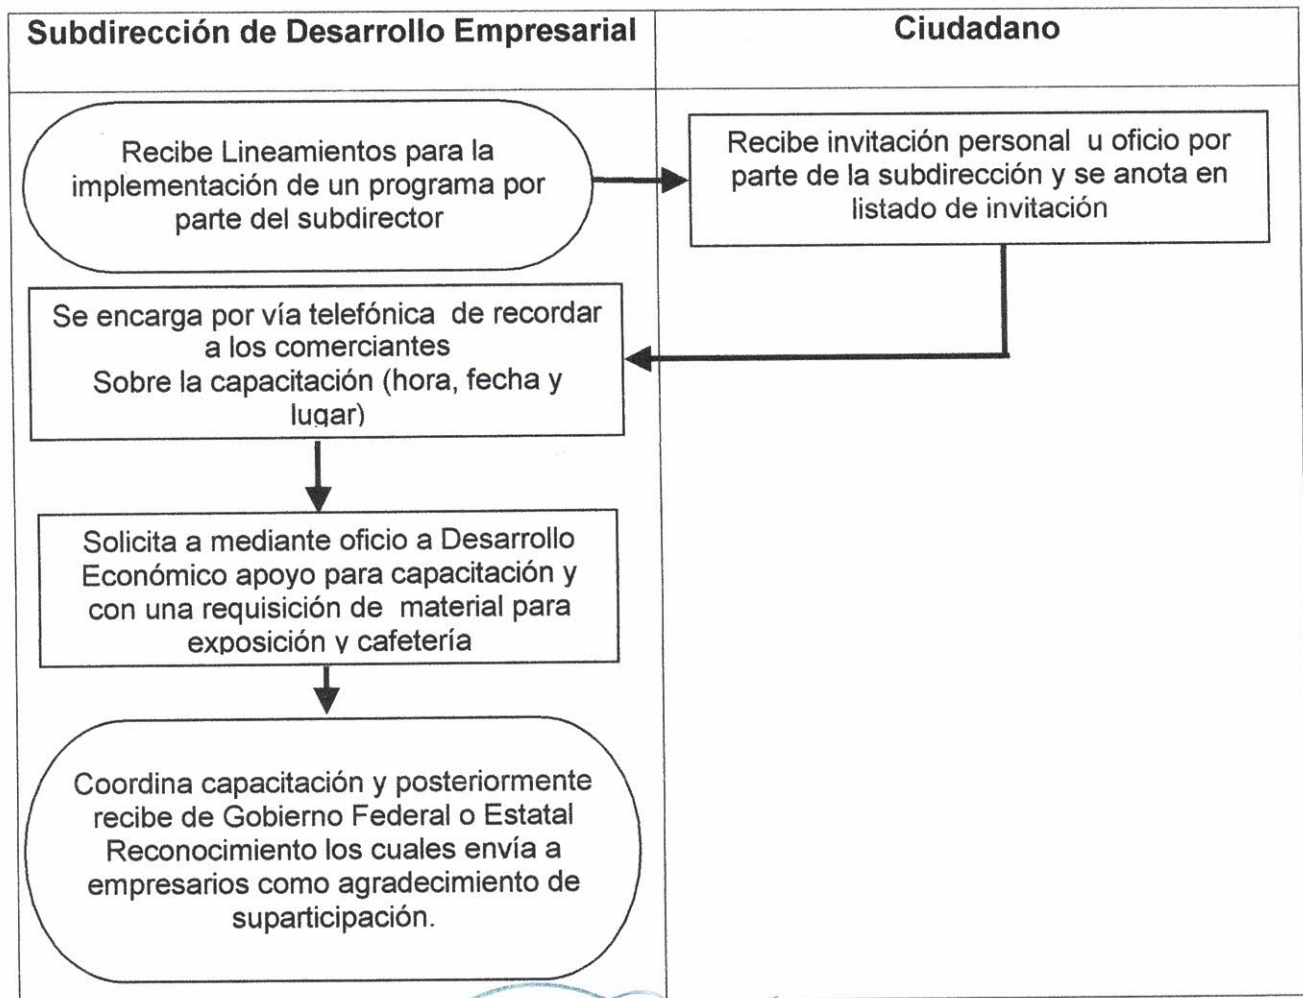 Subdirección de Desarrollo Empresarial
Ciudadano
Recibe Lineamientos para la
implementación de un programa por
parte del subdirector
Recibe invitación personal u oficio por
parte de la subdirección y se anota en
listado de invitación
Se encarga por vía telefónica de recordar
a los comerciantes
Sobre la capacitación (hora, fecha y
lugar)
Solicita a mediante oficio a Desarrollo
Económico apoyo para capacitación y
con una requisición de material para
exposición y cafetería
Coordina capacitación y posteriormente
recibe de Gobierno Federal o Estatal
Reconocimiento los cuales envía a
empresarios como agradecimiento de
suparticipación.